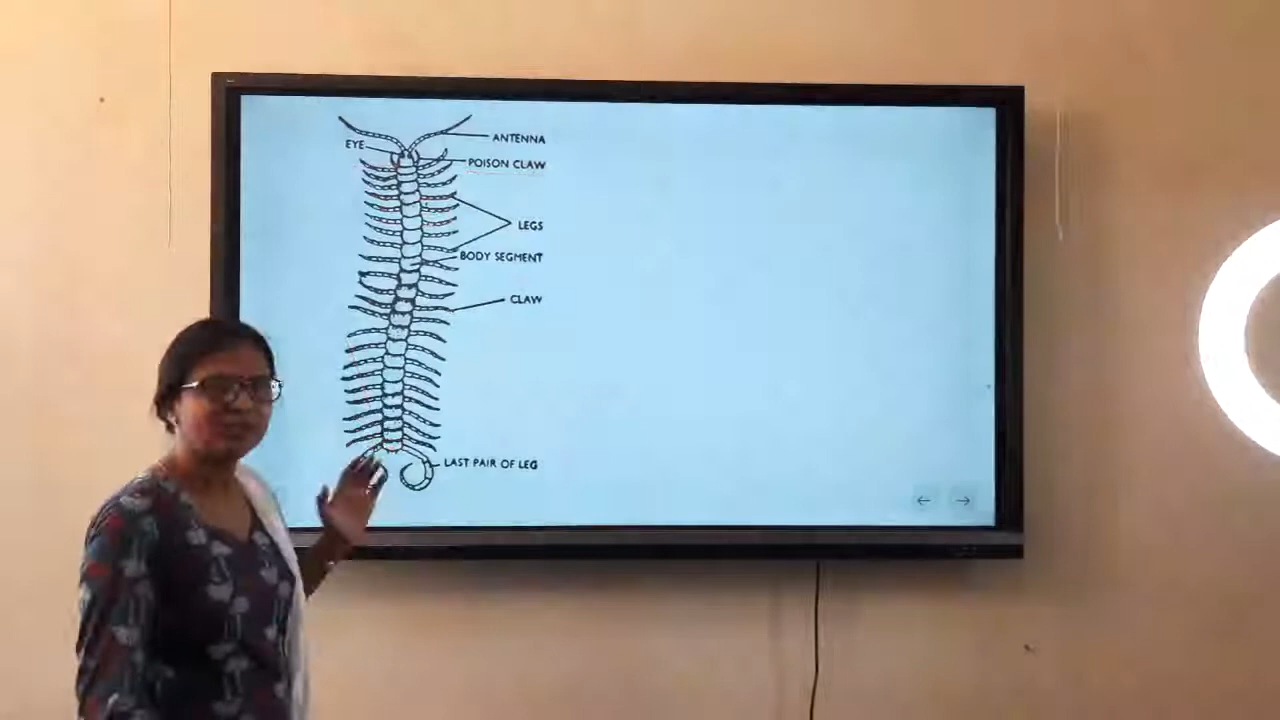 ANTENNA
EYE
POISON CLAW
LEGS
BODY SEGMENT
CLAW
LAST PAIR OF LEG